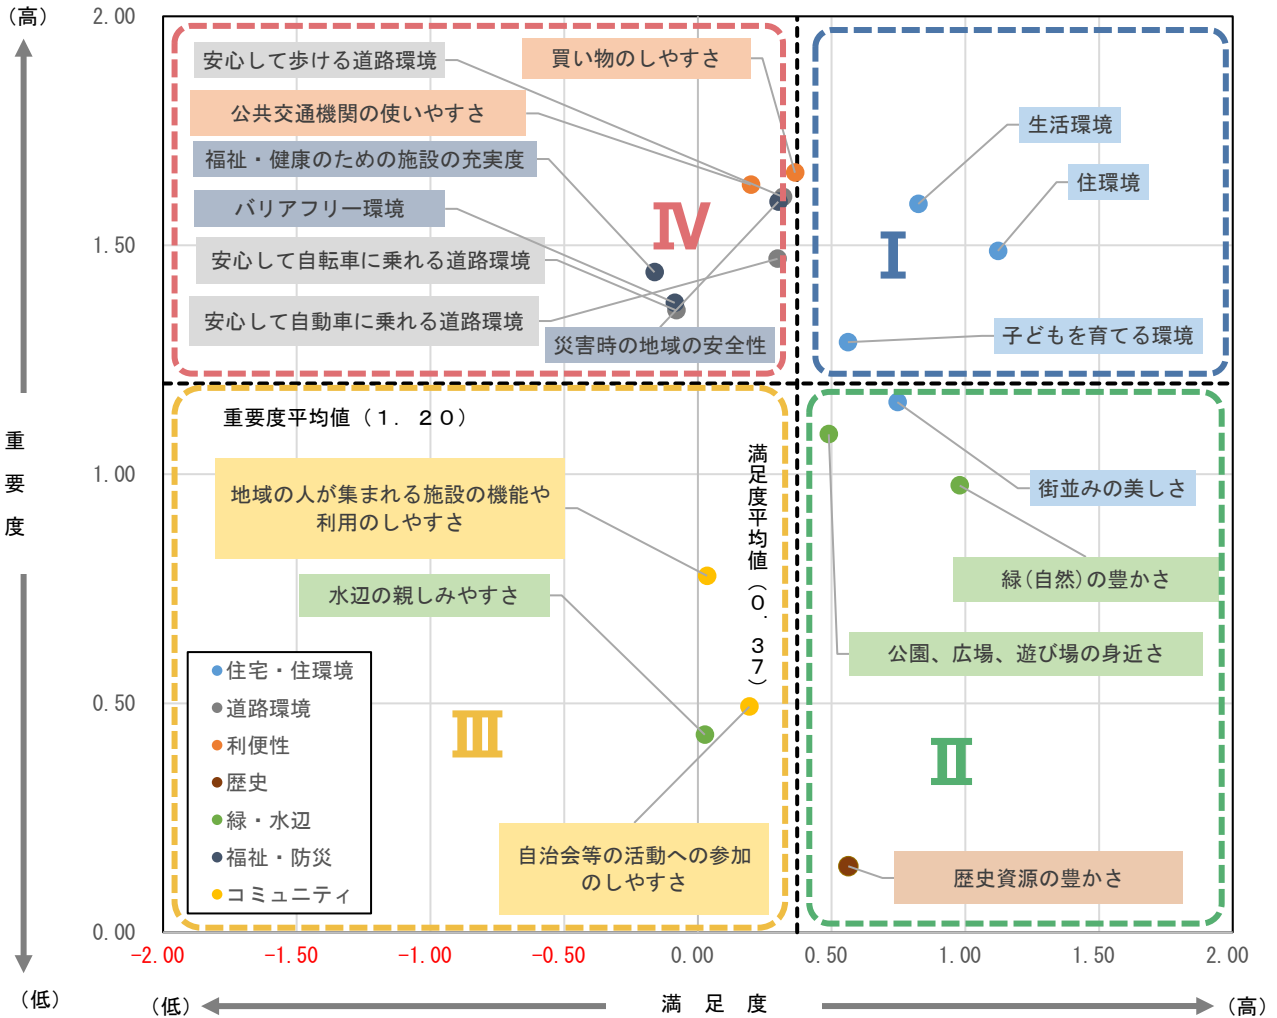 （高）
2.00
安心して歩ける道路環境
買い物のしやすさ
公共交通機関の使いやすさ
生活環境
福祉・健康のための施設の充実度
住環境
バリアフリー環境
Ⅳ
Ⅰ
1.50
安心して自転車に乗れる道路環境
安心して自動車に乗れる道路環境
災害時の地域の安全性
子どもを育てる環境
重要度平均値（１．２０）
重要度
満足度平均値（０．３７）
1.00
地域の人が集まれる施設の機能や
利用のしやすさ
街並みの美しさ
緑（自然）の豊かさ
水辺の親しみやすさ
公園、広場、遊び場の身近さ
住宅・住環境
道路環境
利便性
歴史
緑・水辺
福祉・防災
コミュニティ
0.50
Ⅲ
Ⅱ
自治会等の活動への参加
のしやすさ
歴史資源の豊かさ
0.00
-2.00
-1.50
-1.00
-0.50
0.00
0.50
1.00
1.50
2.00
（低）
（低）
満足度
（高）